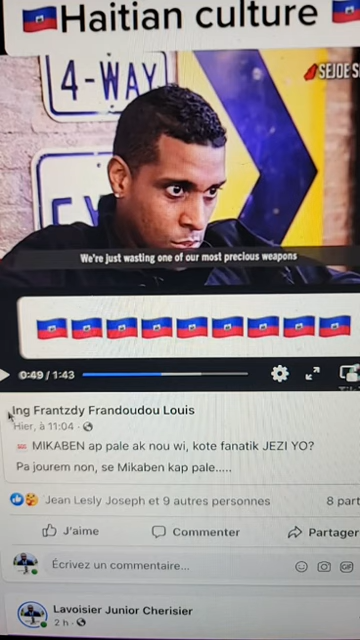 🇭🇹Haitian culture 🇭🇹
4-WAY
SEJOE S
We're just wasting one of our most precious weapons
🇭🇹🇭🇹🇭🇹🇭🇹🇭🇹🇭🇹🇭🇹🇭🇹🇭🇹
0:49 / 1:43
Ing Frantzdy Frandoudou Louis
Hier, à 11:04 ·
MIKABEN ap pale ak nou wi, kote fanatik JEZI YO?
Pa jourem non, se Mikaben kap pale.....
Jean Lesly Joseph et 9 autres personnes
8 part
J'aime
Commenter
Partager
Écrivez un commentaire...
GIF
Lavoisier Junior Cherisier
2 h ·